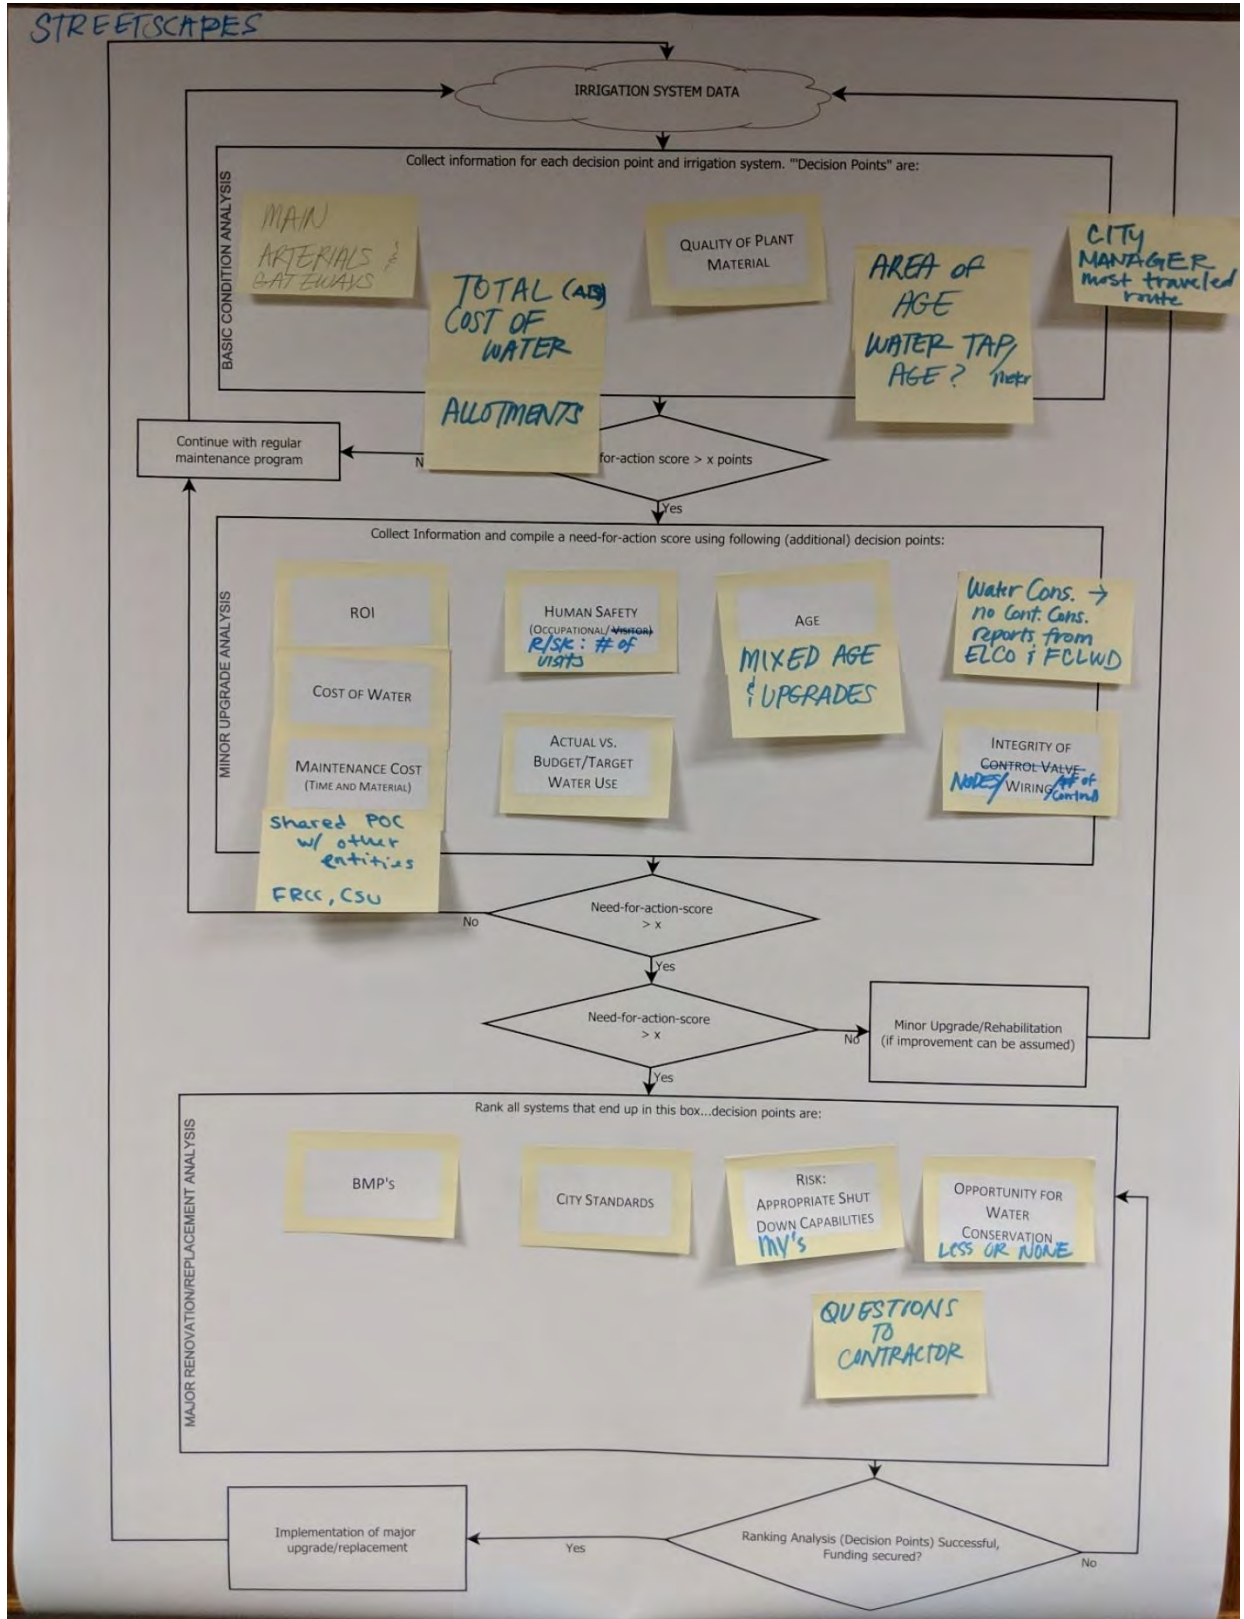 STREETSCAPES
IRRIGATION SYSTEM DATA
BASIC CONDITION ANALYSIS
Collect information for each decision point and irrigation system. "'Decision Points" are:
MAIN
ARTERIALS
GATEWAYS
TOTAL
COST OF
WATER
ALLOTMENTS
QUALITY OF PLANT
MATERIAL
AREA OF
AGE
WATER TAP/
AGE?
CITY
MANAGER
most traveled
route
Continue with regular
maintenance program
N
for-action score > x points
Yes
MINOR UPGRADE ANALYSIS
Collect Information and compile a need-for-action score using following (additional) decision points:
ROI
COST OF WATER
MAINTENANCE COST
(TIME AND MATERIAL)
Shared POC
w/ other
entities
FRCC, CSU
HUMAN SAFETY
(OCCUPATIONAL/VISITOR)
RISK: # OF
VISITS
ACTUAL VS.
BUDGET/TARGET
WATER USE
AGE
MIXED AGE
& UPGRADES
Water Cons. →
no Cont. Cons.
reports from
ELCO & FCLWD
INTEGRITY OF
CONTROL VALVE
NODES/WIRING/# of
Control
Need-for-action-score
> x
No
Yes
Need-for-action-score
> x
No
Minor Upgrade/Rehabilitation
(if improvement can be assumed)
Yes
MAJOR RENOVATION/REPLACEMENT ANALYSIS
Rank all systems that end up in this box...decision points are:
BMP's
CITY STANDARDS
RISK:
APPROPRIATE SHUT
DOWN CAPABILITIES
MV's
OPPORTUNITY FOR
WATER
CONSERVATION
LESS OR NONE
QUESTIONS
TO
CONTRACTOR
Ranking Analysis (Decision Points) Successful,
Funding secured?
Yes
No
Implementation of major
upgrade/replacement